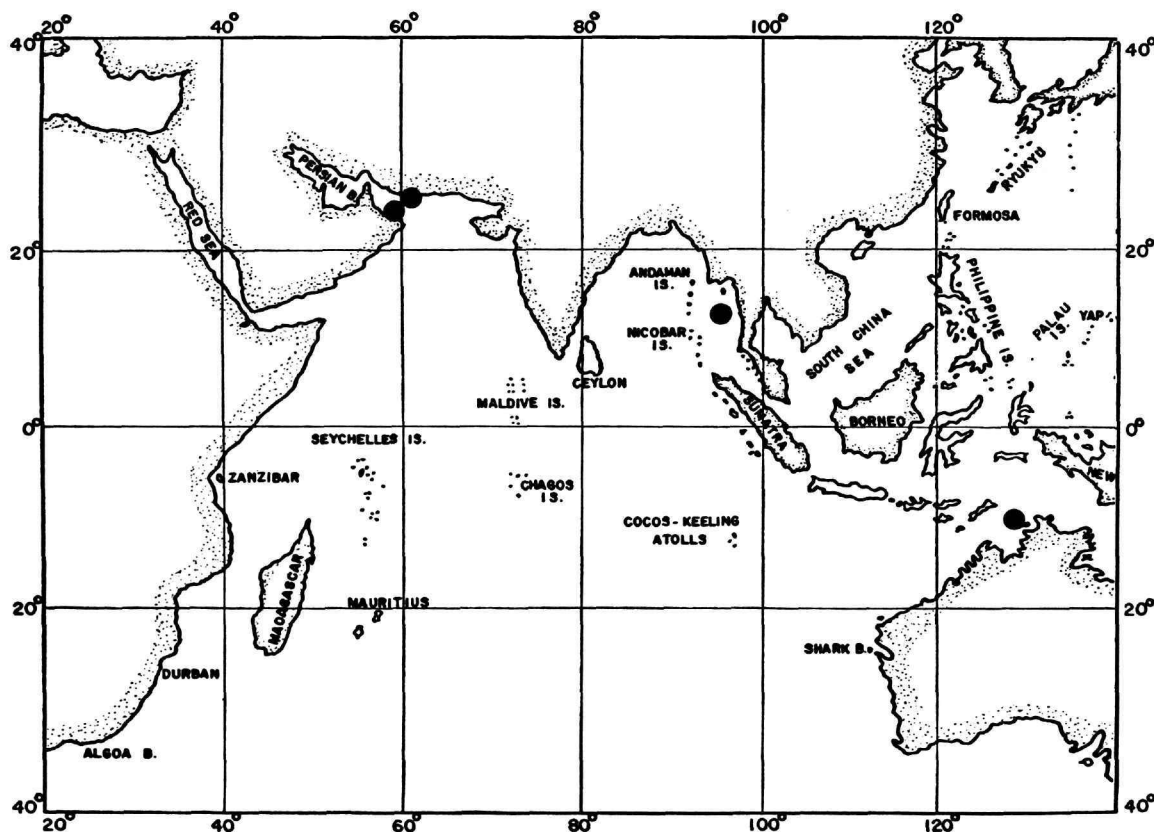 20° 40° 60° 80° 100° 120°
40° 40°
PERSIAN B.
RYUKYU
RED SEA
FORMOSA
20° 20°
ANDAMAN
IS.
PHILIPPINE IS.
PALAU
IS.
YAP
NICOBAR
IS.
SOUTH CHINA
SEA
CEYLON
MALDIVE IS.
SUMATRA
BORNEO
0° 0°
SEYCHELLES IS.
ZANZIBAR
CHAGOS
IS.
NEW
COCOS-KEELING
ATOLLS
MADAGASCAR
MAURITIUS
20° 20°
SHARK B.
DURBAN
ALGOA B.
40° 40°
20° 40° 60° 80° 100° 120°